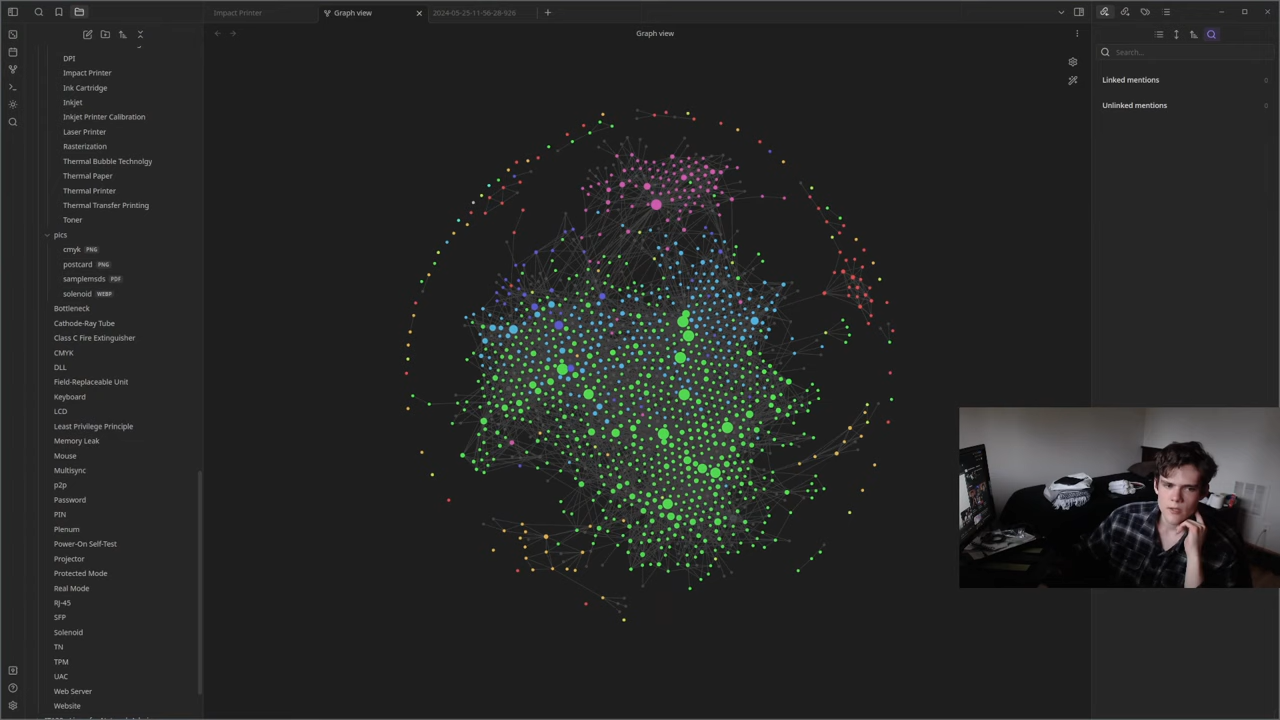 Impact Printer
Graph view
2024-05-25-11-56-28-926
Graph view
DPI
Impact Printer
Ink Cartridge
Inkjet
Inkjet Printer Calibration
Laser Printer
Rasterization
Thermal Bubble Technolgy
Thermal Paper
Thermal Printer
Thermal Transfer Printing
Toner
pics
cmyk PNG
postcard PNG
samplemsds PDF
solenoid WEBP
Bottleneck
Cathode-Ray Tube
Class C Fire Extinguisher
CMYK
DLL
Field-Replaceable Unit
Keyboard
LCD
Least Privilege Principle
Memory Leak
Mouse
Multisync
p2p
Password
PIN
Plenum
Power-On Self-Test
Projector
Protected Mode
Real Mode
RJ-45
SFP
Solenoid
TN
TPM
UAC
Web Server
Website
Search...
Linked mentions 0
Unlinked mentions 0